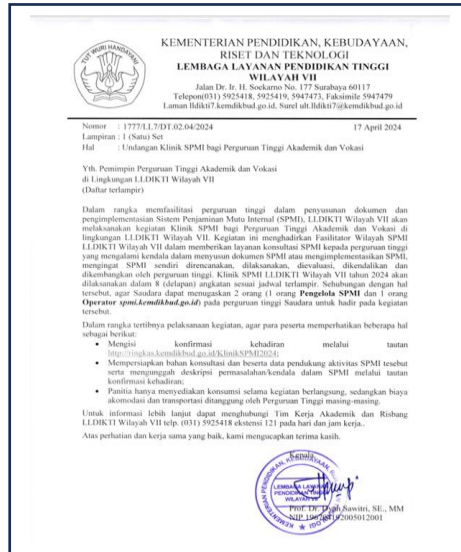 TUT WURI HANDAYANI
KEMENTERIAN PENDIDIKAN, KEBUDAYAAN,
RISET DAN TEKNOLOGI
LEMBAGA LAYANAN PENDIDIKAN TINGGI
WILAYAH VII
Jalan Dr. Ir. H. Soekarno No. 177 Surabaya 60117
Telepon(031) 5925418, 5925419, 5947473, Faksimile 5947479
Laman lldikti7.kemdikbud.go.id, Surel ult.lldikti7@kemdikbud.go.id
Nomor : 1777/LL7/DT.02.04/2024 17 April 2024
Lampiran : 1 (Satu) Set
Hal : Undangan Klinik SPMI bagi Perguruan Tinggi Akademik dan Vokasi
Yth. Pemimpin Perguruan Tinggi Akademik dan Vokasi
di Lingkungan LLDIKTI Wilayah VII
(Daftar terlampir)
Dalam rangka memfasilitasi perguruan tinggi dalam penyusunan dokumen dan
pengimplementasian Sistem Penjaminan Mutu Internal (SPMI), LLDIKTI Wilayah VII akan
melaksanakan kegiatan Klinik SPMI bagi Perguruan Tinggi Akademik dan Vokasi di
lingkungan LLDIKTI Wilayah VII. Kegiatan ini menghadirkan Fasilitator Wilayah SPMI
LLDIKTI Wilayah VII dalam memberikan layanan konsultasi SPMI kepada perguruan tinggi
yang mengalami kendala dalam menyusun dokumen SPMI atau mengimplementasikan SPMI,
mengingat SPMI sendiri direncanakan, dilaksanakan, dievaluasi, dikendalikan dan
dikembangkan oleh perguruan tinggi. Klinik SPMI LLDIKTI Wilayah VII tahun 2024 akan
dilaksanakan dalam 8 (delapan) angkatan sesuai jadwal terlampir. Sehubungan dengan hal
tersebut, agar Saudara dapat menugaskan 2 orang (1 orang Pengelola SPMI dan 1 orang
Operator spmi.kemdikbud.go.id) pada perguruan tinggi Saudara untuk hadir pada kegiatan
tersebut.
Dalam rangka tertibnya pelaksanaan kegiatan, agar para peserta memperhatikan beberapa hal
sebagai berikut:
• Mengisi konfirmasi kehadiran melalui tautan
http://ringkas.kemdikbud.go.id/KlinikSPMI2024;
• Mempersiapkan bahan konsultasi dan beserta data pendukung aktivitas SPMI tersebut
serta mengunggah deskripsi permasalahan/kendala dalam SPMI melalui tautan
konfirmasi kehadiran;
• Panitia hanya menyediakan konsumsi selama kegiatan berlangsung, sedangkan biaya
akomodasi dan transportasi ditanggung oleh Perguruan Tinggi masing-masing.
Untuk informasi lebih lanjut dapat menghubungi Tim Kerja Akademik dan Risbang
LLDIKTI Wilayah VII telp. (031) 5925418 ekstensi 121 pada hari dan jam kerja..
Atas perhatian dan kerja sama yang baik, kami mengucapkan terima kasih.
Kepala,
LEMBAGA LAYANAN
PENDIDIKAN TINGGI
WILAYAH VII
Prof. Dr. Dyah Sawitri, SE., MM
NIP